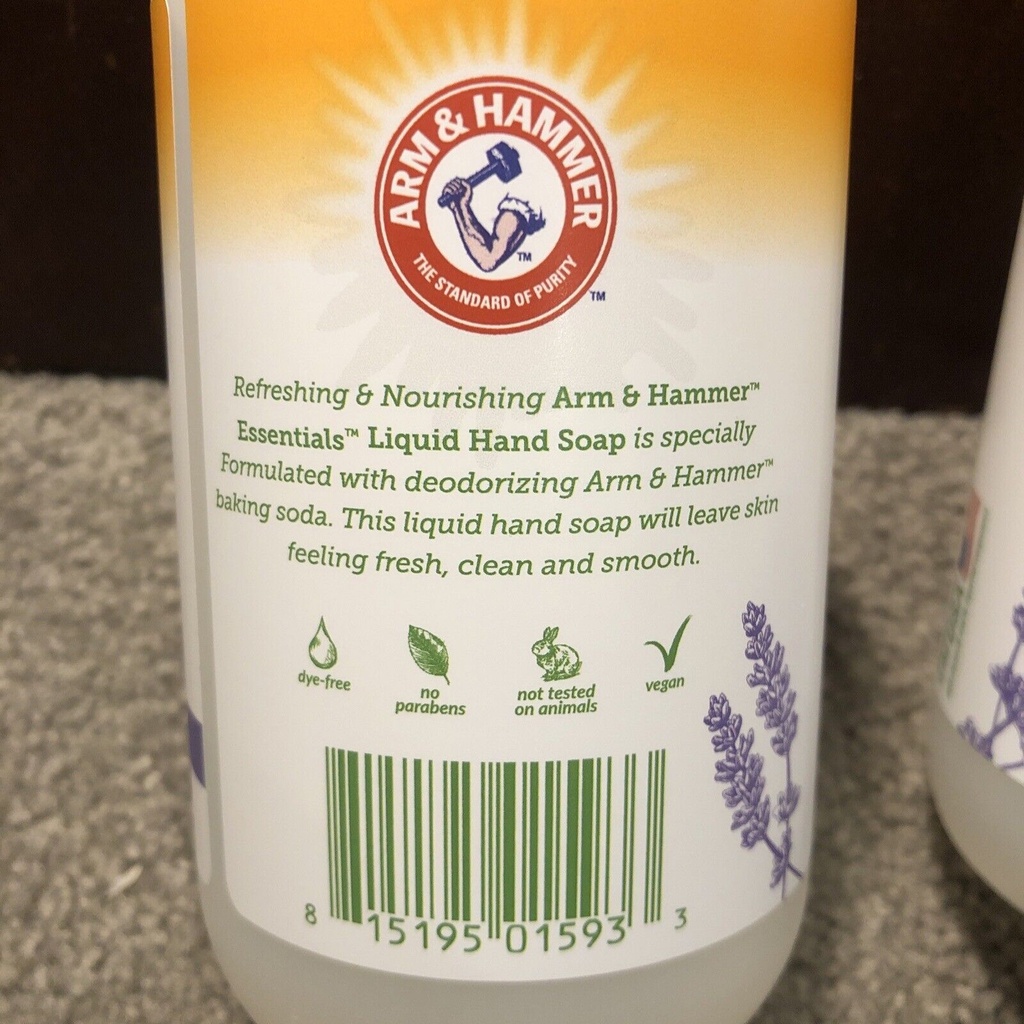 ARM & HAMMER
TM
THE STANDARD OF PURITY
TM
Refreshing & Nourishing Arm & Hammer™
Essentials™ Liquid Hand Soap is specially
Formulated with deodorizing Arm & Hammer™
baking soda. This liquid hand soap will leave skin
feeling fresh, clean and smooth.
dye-free
no
parabens
not tested
on animals
vegan
8 15195 01593 3